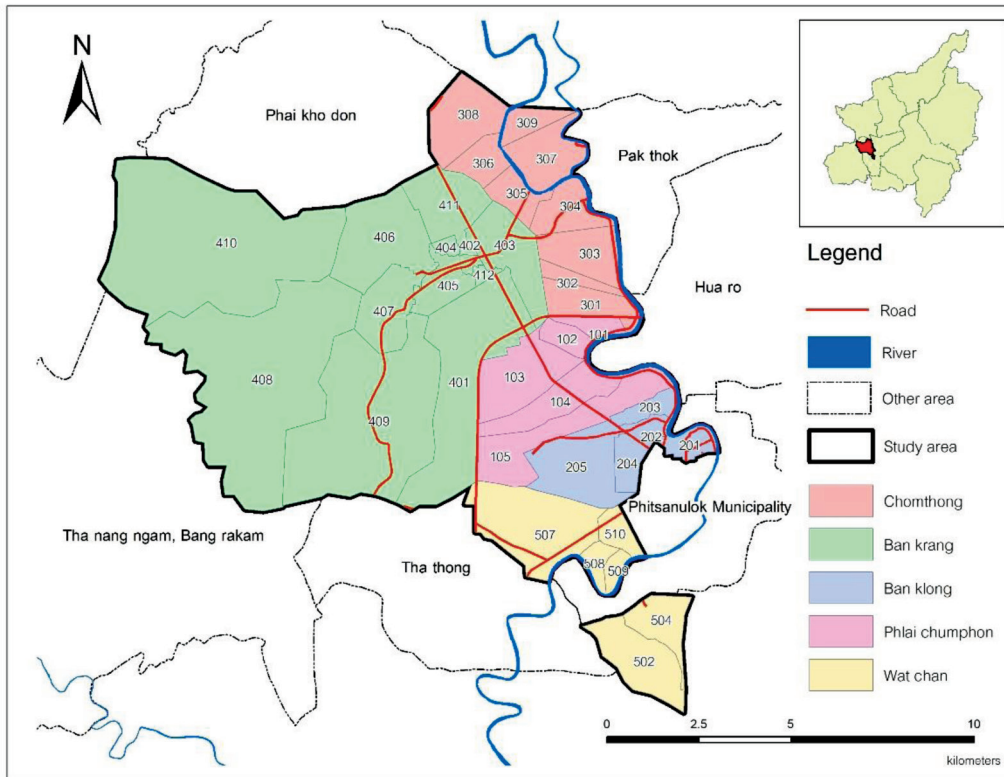 N
Phai kho don
308
309
306
307
Pak thok
305
304
411
410
406
404
402
403
303
412
405
302
Hua ro
407
301
101
102
408
401
103
104
203
409
202
201
105
205
204
Phitsanulok Municipality
Tha nang ngam, Bang rakam
507
510
Tha thong
508
509
504
502
Legend
Road
River
Other area
Study area
Chomthong
Ban krang
Ban klong
Phlai chumphon
Wat chan
0 2.5 5 10
kilometers